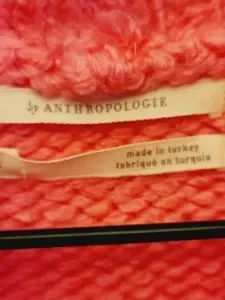 by ANTHROPOLOGIE
made in turkey
fabriqué en turquie